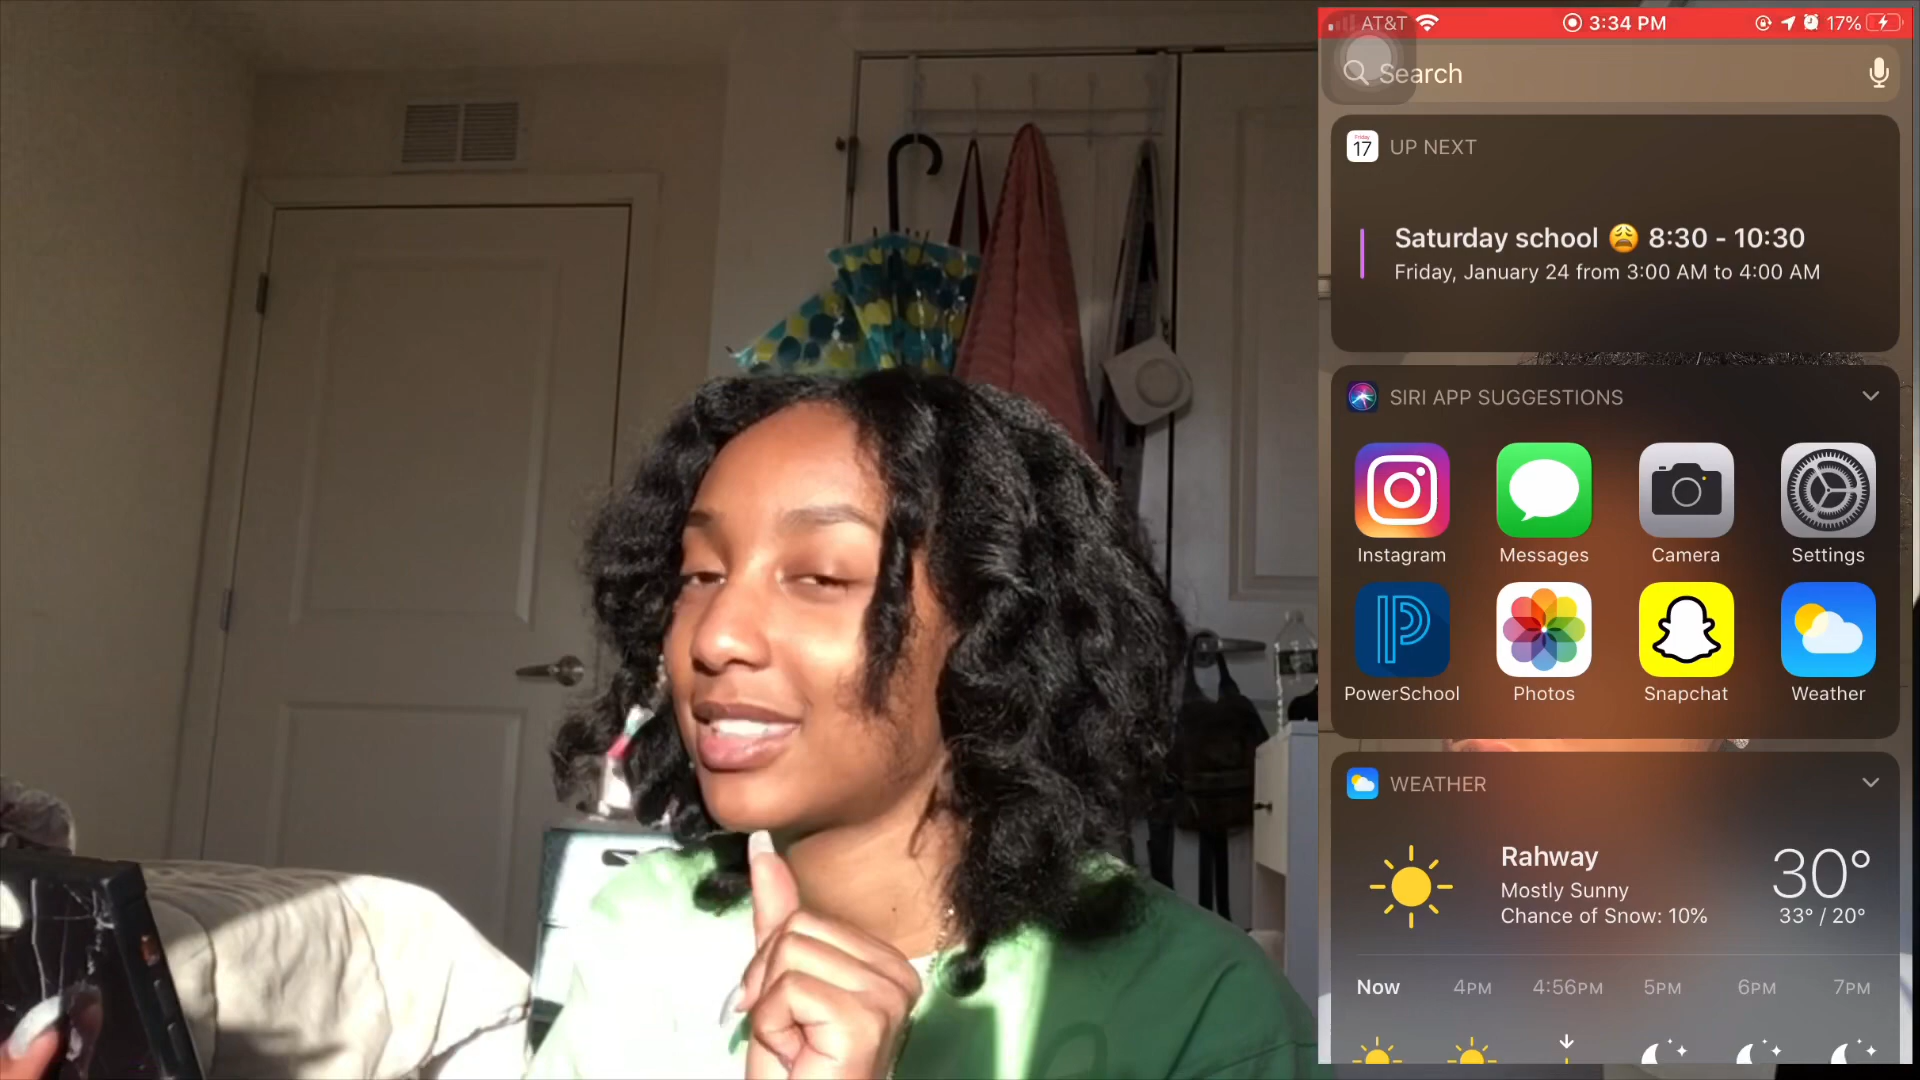 AT&T 3:34 PM 17%
Search
Friday
17 UP NEXT
Saturday school 😩 8:30 - 10:30
Friday, January 24 from 3:00 AM to 4:00 AM
SIRI APP SUGGESTIONS
Instagram Messages Camera Settings
PowerSchool Photos Snapchat Weather
WEATHER
Rahway 30°
Mostly Sunny
Chance of Snow: 10% 33° / 20°
Now 4PM 4:56PM 5PM 6PM 7PM